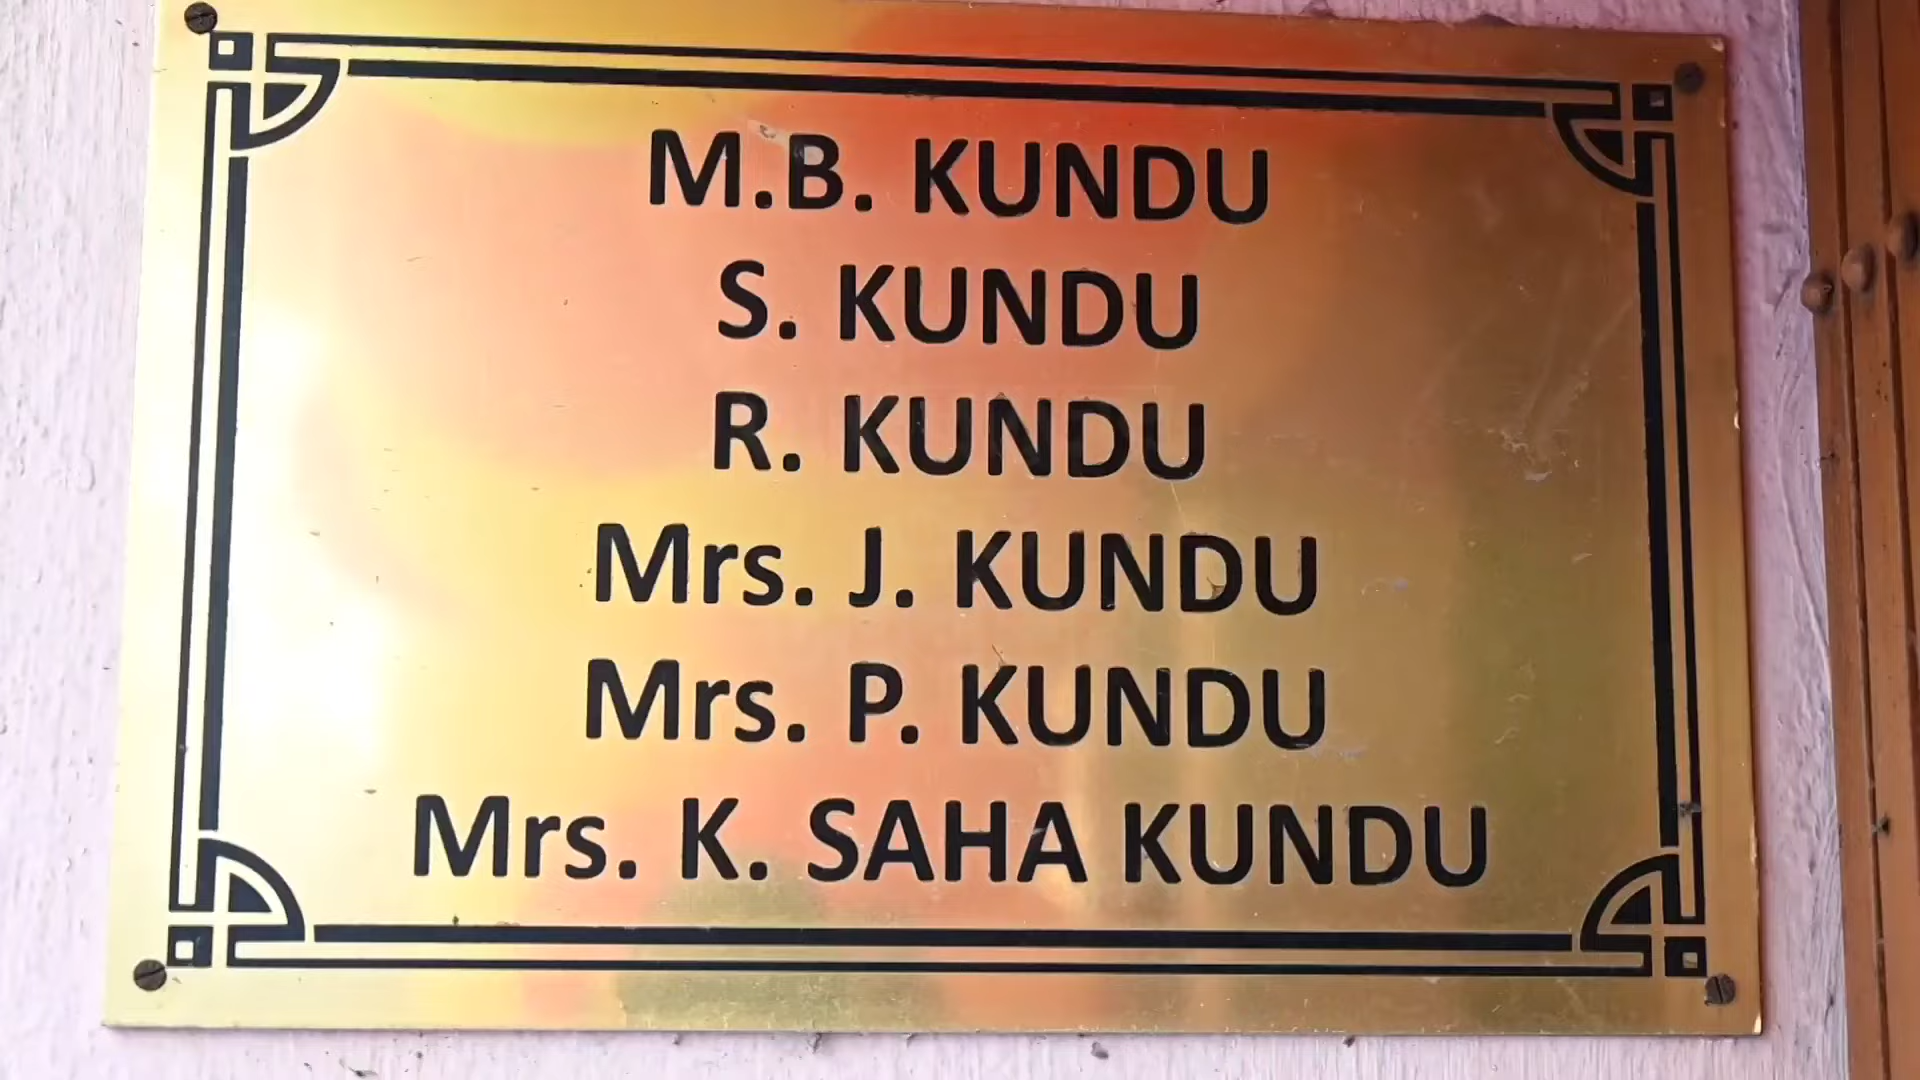 M.B. KUNDU
S. KUNDU
R. KUNDU
Mrs. J. KUNDU
Mrs. P. KUNDU
Mrs. K. SAHA KUNDU